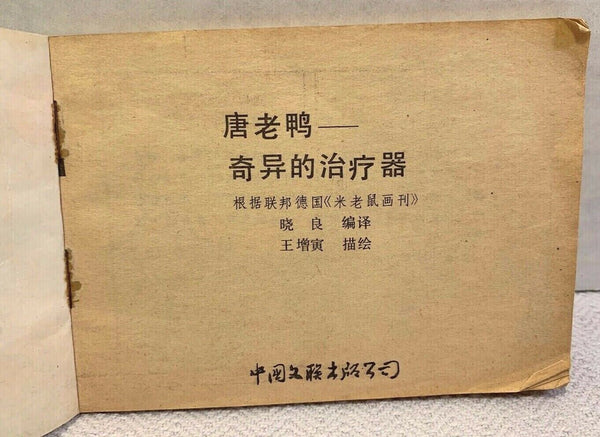 唐老鸭——
奇异的治疗器
根据联邦德国《米老鼠画刊》
晓 良 编译
王增寅 描绘
中国文联出版公司